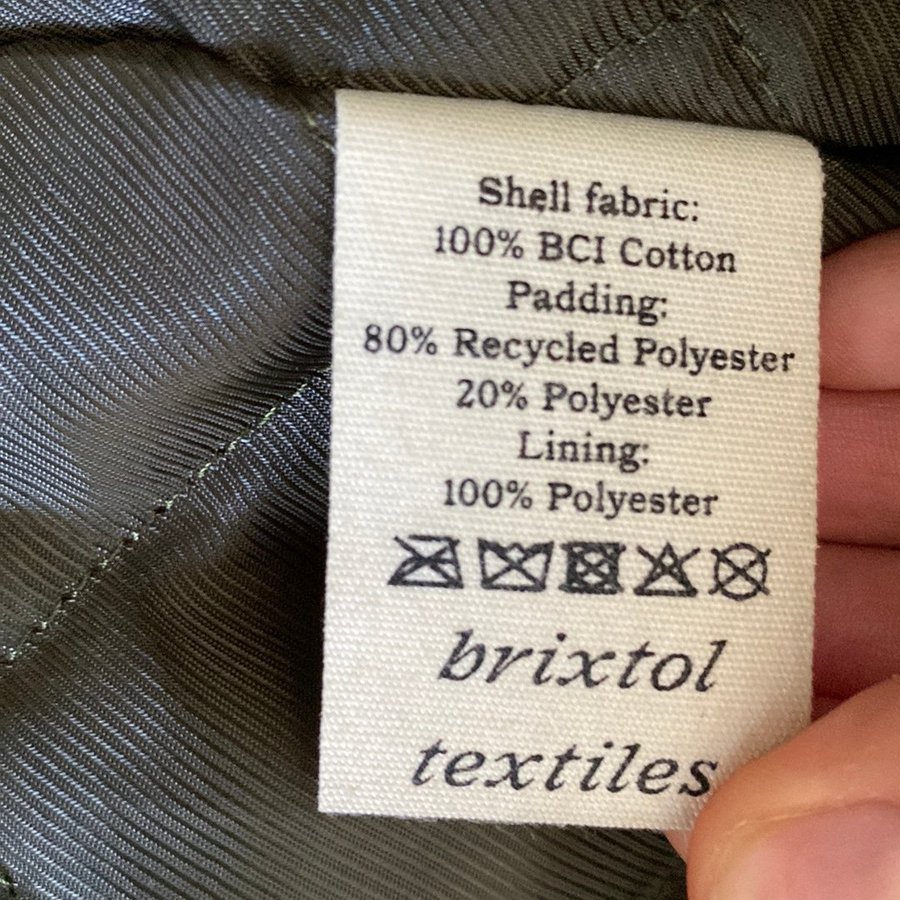 Shell fabric:
100% BCI Cotton
Padding:
80% Recycled Polyester
20% Polyester
Lining:
100% Polyester
brixtol
textiles